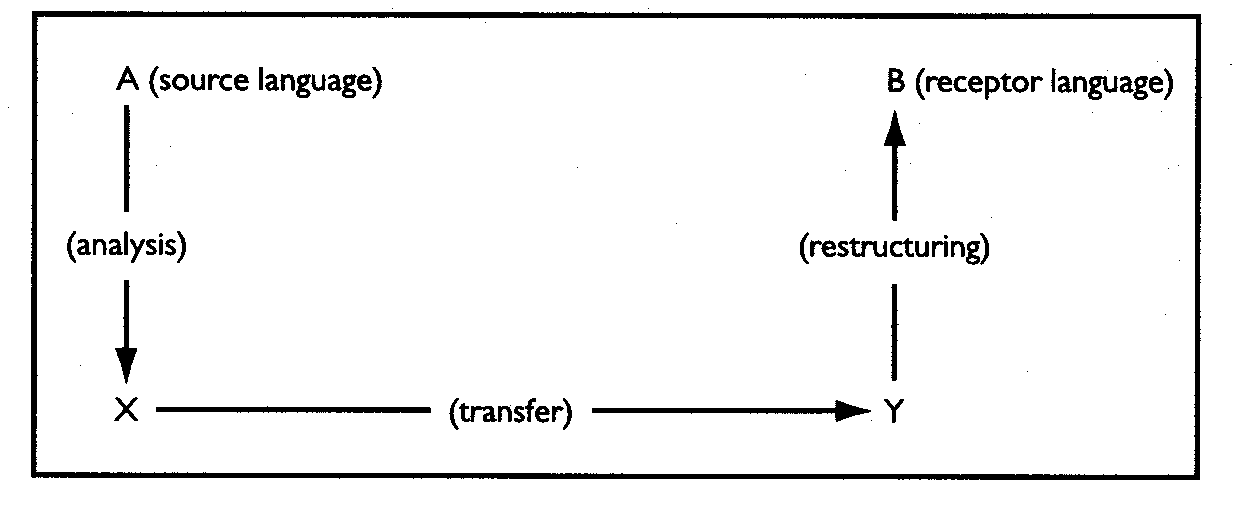 A (source language)
B (receptor language)
(analysis)
(restructuring)
X
(transfer)
Y